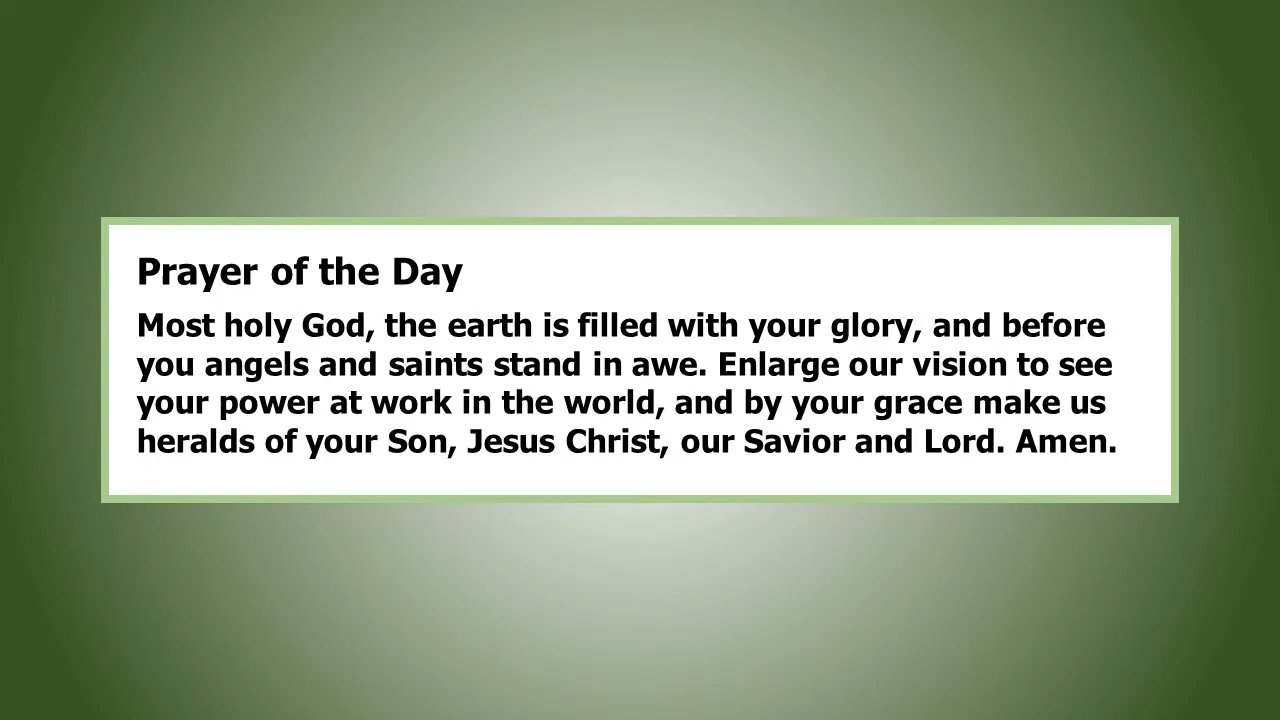 Prayer of the Day
Most holy God, the earth is filled with your glory, and before
you angels and saints stand in awe. Enlarge our vision to see
your power at work in the world, and by your grace make us
heralds of your Son, Jesus Christ, our Savior and Lord. Amen.